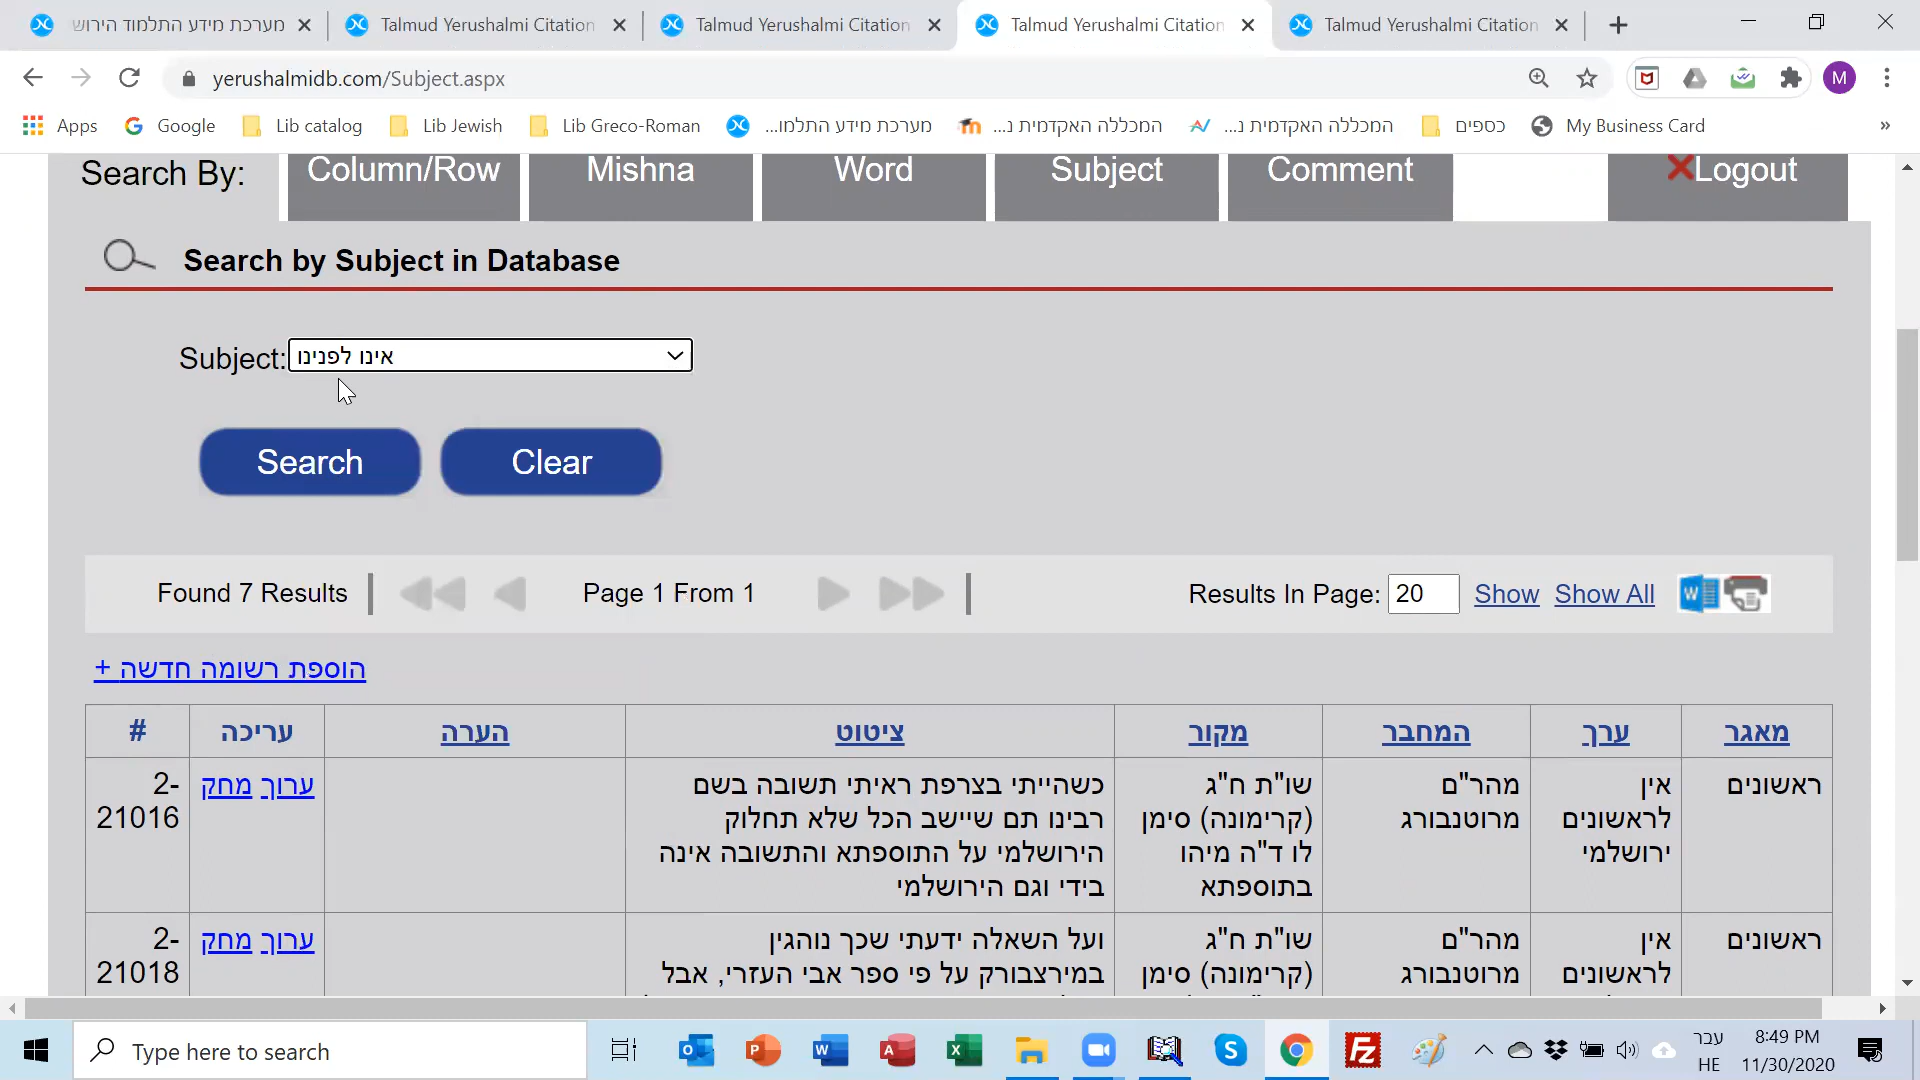 מערכת מידע התלמוד הירוש
Talmud Yerushalmi Citation
Talmud Yerushalmi Citation
Talmud Yerushalmi Citation
Talmud Yerushalmi Citation
yerushalmidb.com/Subject.aspx
M
Apps
Google
Lib catalog
Lib Jewish
Lib Greco-Roman
מערכת מידע התלמו...
המכללה האקדמית נ...
המכללה האקדמית נ...
כספים
My Business Card
»
Search By:
Column/Row
Mishna
Word
Subject
Comment
Logout
Search by Subject in Database
Subject:
אינו לפנינו
Search
Clear
Found 7 Results
Page 1 From 1
Results In Page: 20
Show
Show All
הוספת רשומה חדשה +
מאגר
ערך
המחבר
מקור
ציטוט
הערה
עריכה
#
ראשונים
אין
לראשונים
ירושלמי
מהר"ם
מרוטנבורג
שו"ת ח"ג
(קרימונה) סימן
לו ד"ה מיהו
בתוספתא
כשהייתי בצרפת ראיתי תשובה בשם
רבינו תם שיישב הכל שלא תחלוק
הירושלמי על התוספתא והתשובה אינה
בידי וגם הירושלמי
ערוך מחק
2-
21016
ראשונים
אין
לראשונים
מהר"ם
מרוטנבורג
שו"ת ח"ג
(קרימונה) סימן
ועל השאלה ידעתי שכך נוהגין
במירצבורק על פי ספר אבי העזרי, אבל
ערוך מחק
2-
21018
Type here to search
עבר
HE
8:49 PM
11/30/2020